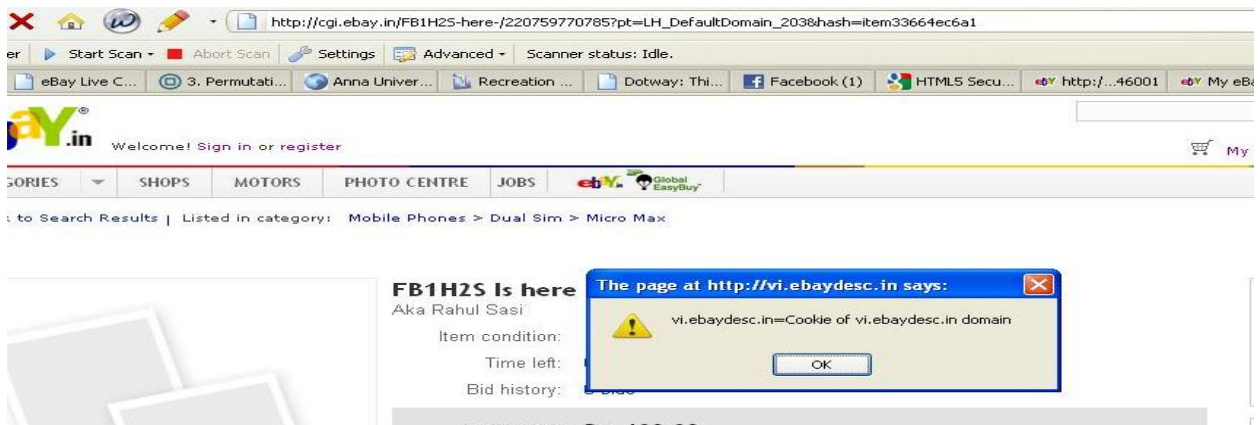 http://cgi.ebay.in/FB1H2S-here-/220759770785?pt=LH_DefaultDomain_203&hash=item33664ec6a1
er Start Scan Abort Scan Settings Advanced Scanner status: Idle.
eBay Live C... 3. Permutati... Anna Univer... Recreation ... Dotway: Thi... Facebook (1) HTML5 Secu... http:/...46001 My eBa
aY.in Welcome! Sign in or register My
GORIES SHOPS MOTORS PHOTO CENTRE JOBS ebY. Global EasyBuy
to Search Results | Listed in category: Mobile Phones > Dual Sim > Micro Max
FB1H2S Is here
Aka Rahul Sasi
Item condition:
Time left:
Bid history:
The page at http://vi.ebaydesc.in says:
vi.ebaydesc.in=Cookie of vi.ebaydesc.in domain
OK